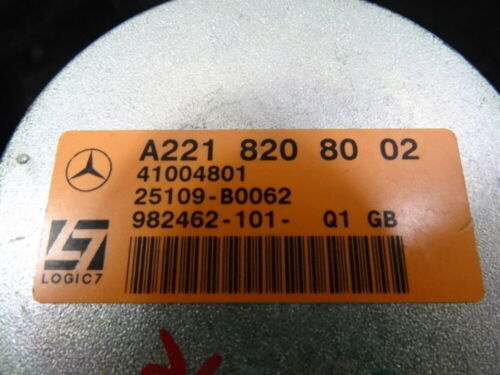 A221 820 80 02
41004801
25109-B0062
982462-101- Q1 GB
LOGIC7